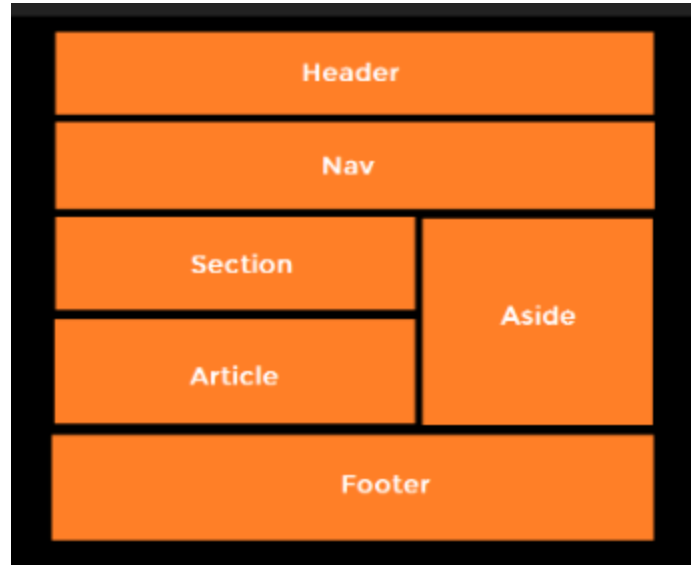 Header
Nav
Section
Aside
Article
Footer